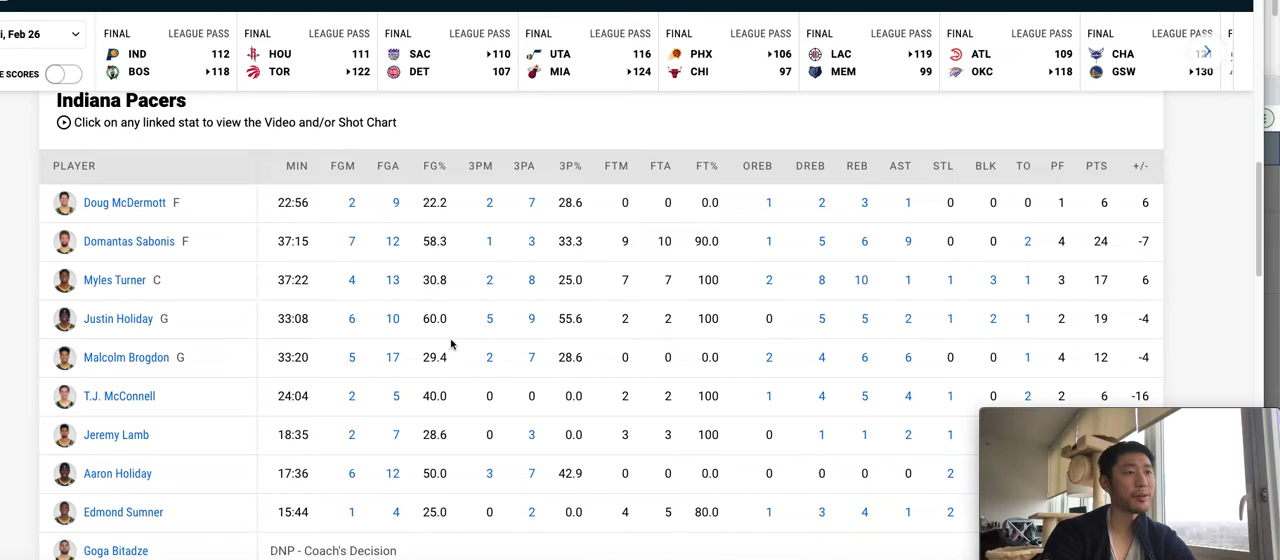 i, Feb 26
E SCORES
FINAL LEAGUE PASS
IND 112
BOS 118
FINAL LEAGUE PASS
HOU 111
TOR 122
FINAL LEAGUE PASS
SAC 110
DET 107
FINAL LEAGUE PASS
UTA 116
MIA 124
FINAL LEAGUE PASS
PHX 106
CHI 97
FINAL LEAGUE PASS
LAC 119
MEM 99
FINAL LEAGUE PASS
ATL 109
OKC 118
FINAL LEAGUE PASS
CHA
GSW 130
Indiana Pacers
Click on any linked stat to view the Video and/or Shot Chart
PLAYER MIN FGM FGA FG% 3PM 3PA 3P% FTM FTA FT% OREB DREB REB AST STL BLK TO PF PTS +/-
Doug McDermott F 22:56 2 9 22.2 2 7 28.6 0 0 0.0 1 2 3 1 0 0 0 1 6 6
Domantas Sabonis F 37:15 7 12 58.3 1 3 33.3 9 10 90.0 1 5 6 9 0 0 2 4 24 -7
Myles Turner C 37:22 4 13 30.8 2 8 25.0 7 7 100 2 8 10 1 1 3 1 3 17 6
Justin Holiday G 33:08 6 10 60.0 5 9 55.6 2 2 100 0 5 5 2 1 2 1 2 19 -4
Malcolm Brogdon G 33:20 5 17 29.4 2 7 28.6 0 0 0.0 2 4 6 6 0 0 1 4 12 -4
T.J. McConnell 24:04 2 5 40.0 0 0 0.0 2 2 100 1 4 5 4 1 0 2 2 6 -16
Jeremy Lamb 18:35 2 7 28.6 0 3 0.0 3 3 100 0 1 1 2 1
Aaron Holiday 17:36 6 12 50.0 3 7 42.9 0 0 0.0 0 0 0 0 2
Edmond Sumner 15:44 1 4 25.0 0 2 0.0 4 5 80.0 1 3 4 1 2
Goga Bitadze DNP - Coach's Decision